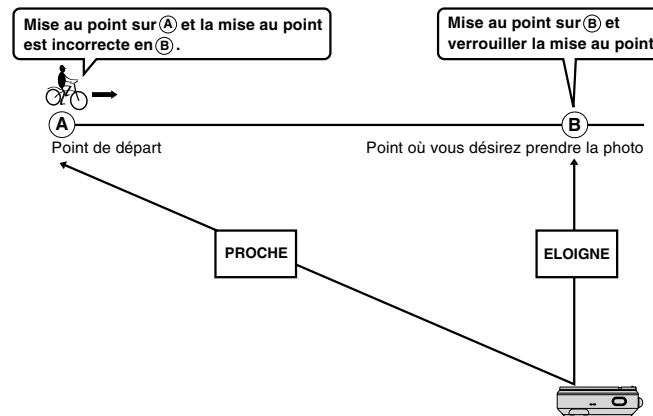 Mise au point sur Ⓐ et la mise au point
est incorrecte en Ⓑ.
Mise au point sur Ⓑ et
verrouiller la mise au point
A
B
Point de départ
Point où vous désirez prendre la photo
PROCHE
ELOIGNE